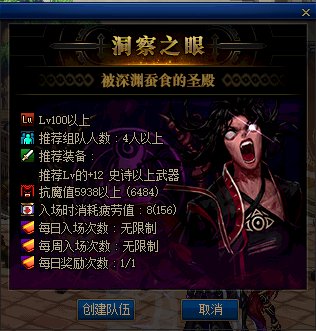 洞察之眼
被深渊蚕食的圣殿
Lv Lv100以上
推荐组队人数：4人以上
推荐装备：
推荐Lv的+12 史诗以上武器
抗魔值5938以上 (6484)
入场时消耗疲劳值：8(156)
每日入场次数：无限制
每周入场次数：无限制
每日奖励次数：1/1
创建队伍
取消